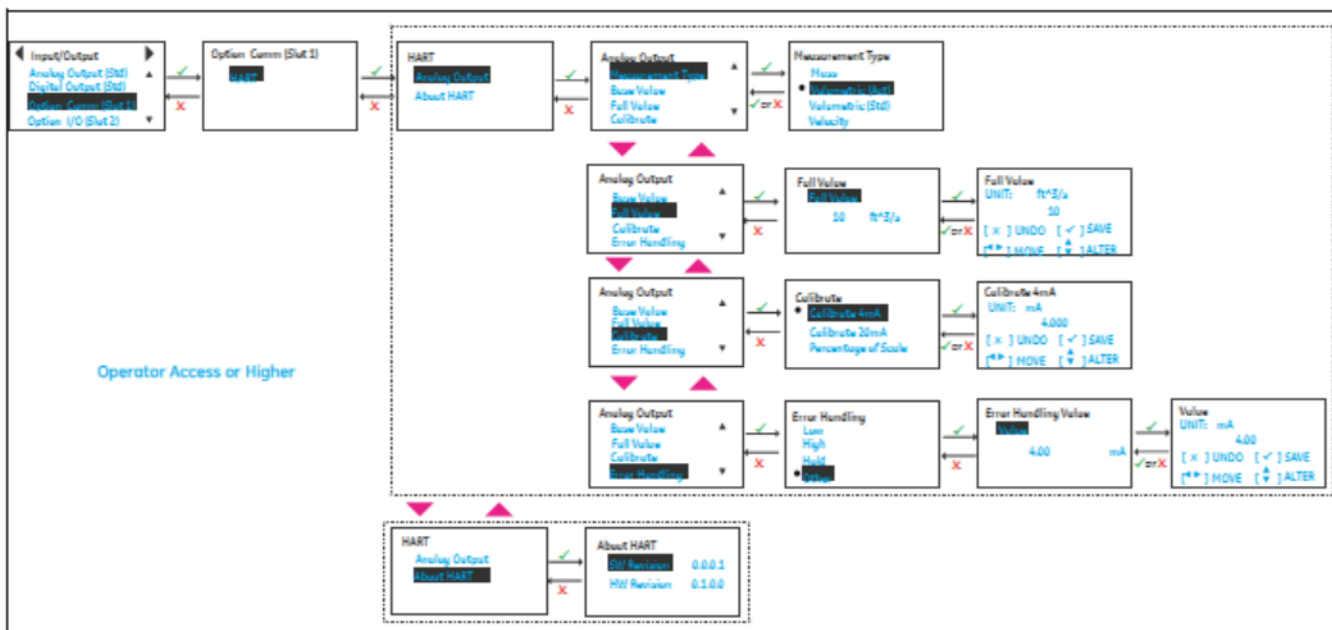 Input/Output
Analog Output (Std)
Digital Output (Std)
Option Comm (Slot 1)
Option I/O (Slot 2)
Option Comm (Slot 1)
HART
HART
Analog Output
About HART
Analog Output
Measurement Type
Base Value
Full Value
Calibrate
Measurement Type
Mass
Volumetric (Act)
Volumetric (Std)
Velocity
✓or X
Analog Output
Base Value
Full Value
Calibrate
Error Handling
Full Value
Full Value
10 ft^3/s
Full Value
UNIT: ft^3/s
10
[ × ] UNDO [ ✓ ] SAVE
[◄►] MOVE [▲▼] ALTER
✓or X
Analog Output
Base Value
Full Value
Calibrate
Error Handling
Calibrate
Calibrate 4mA
Calibrate 20mA
Percentage of Scale
Calibrate 4mA
UNIT: mA
4.000
[ × ] UNDO [ ✓ ] SAVE
[◄►] MOVE [▲▼] ALTER
✓or X
Operator Access or Higher
Analog Output
Base Value
Full Value
Calibrate
Error Handling
Error Handling
Low
High
Hold
Other
Error Handling Value
Value
4.00 mA
Value
UNIT: mA
4.00
[ × ] UNDO [ ✓ ] SAVE
[◄►] MOVE [▲▼] ALTER
✓or X
HART
Analog Output
About HART
About HART
SW Revision 0.0.0.1
HW Revision 0.1.0.0